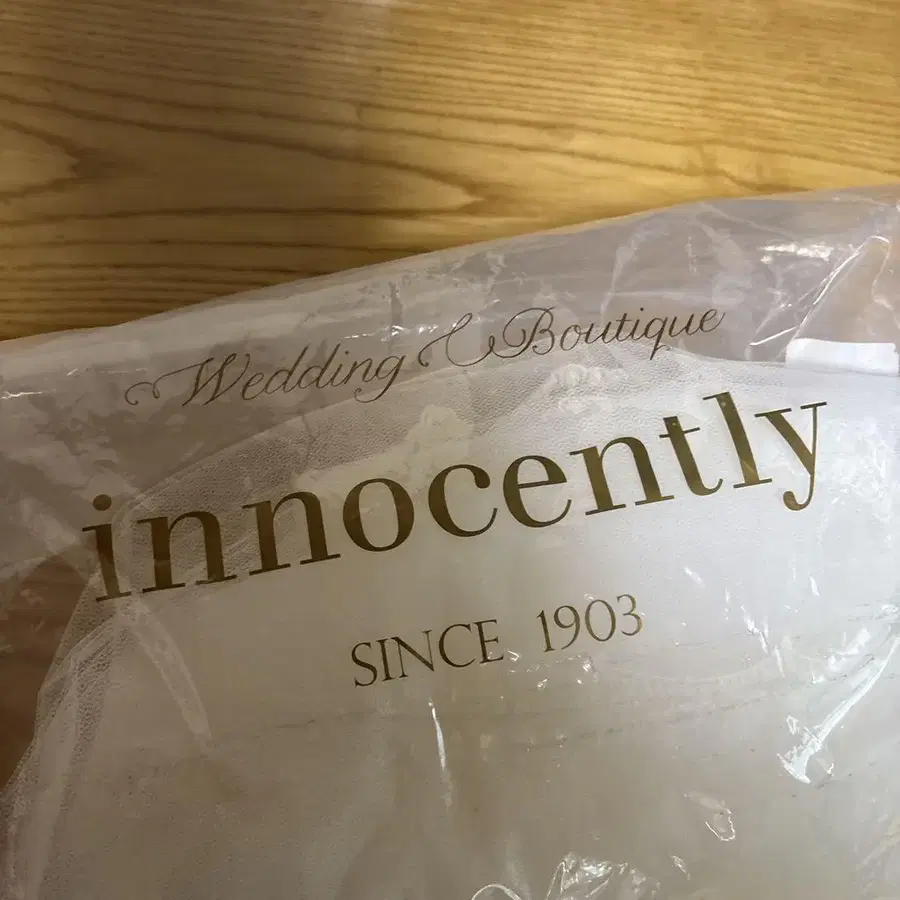 Wedding & Boutique
innocently
SINCE 1903